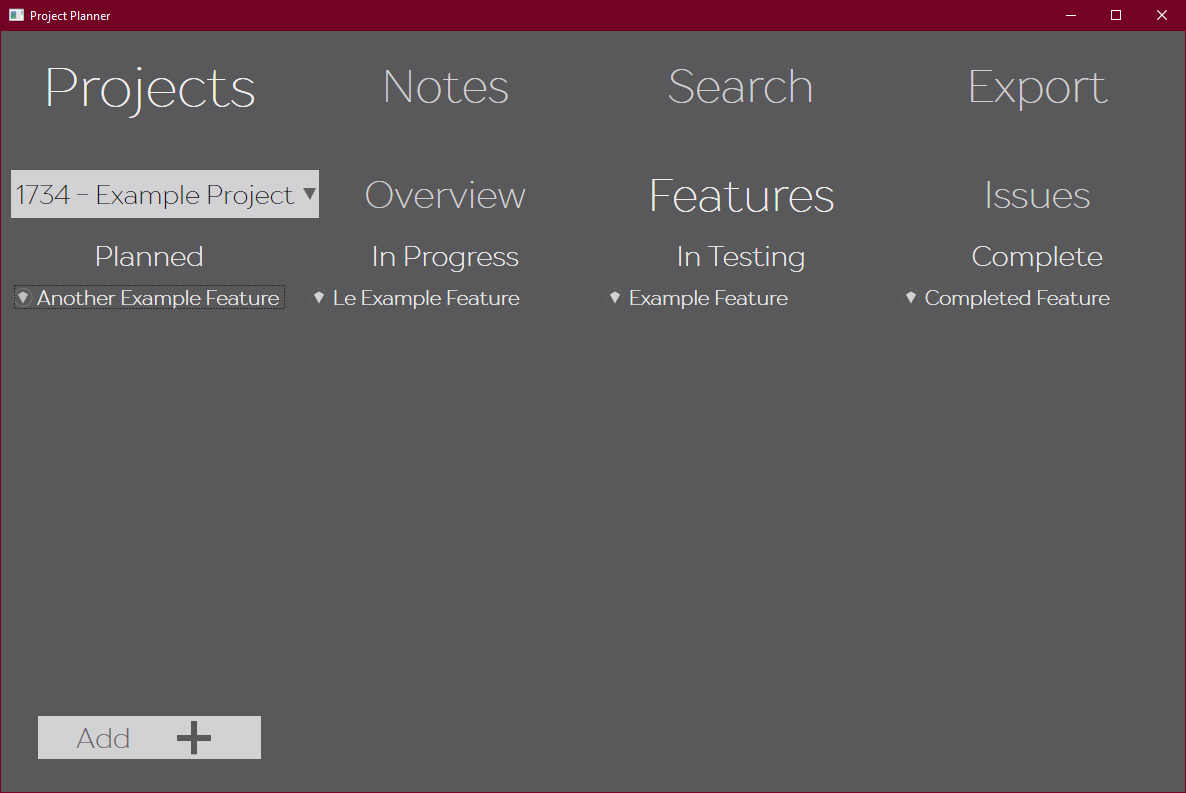 Project Planner
Projects Notes Search Export
1734 - Example Project Overview Features Issues
Planned In Progress In Testing Complete
Another Example Feature Le Example Feature Example Feature Completed Feature
Add